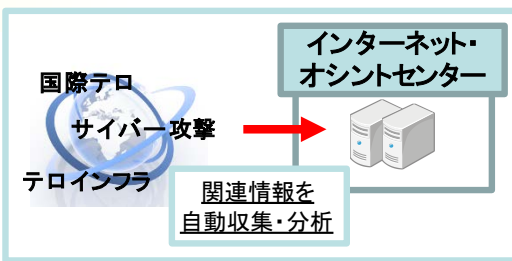 インターネット・
オシントセンター
国際テロ
サイバー攻撃
テロインフラ
関連情報を
自動収集・分析